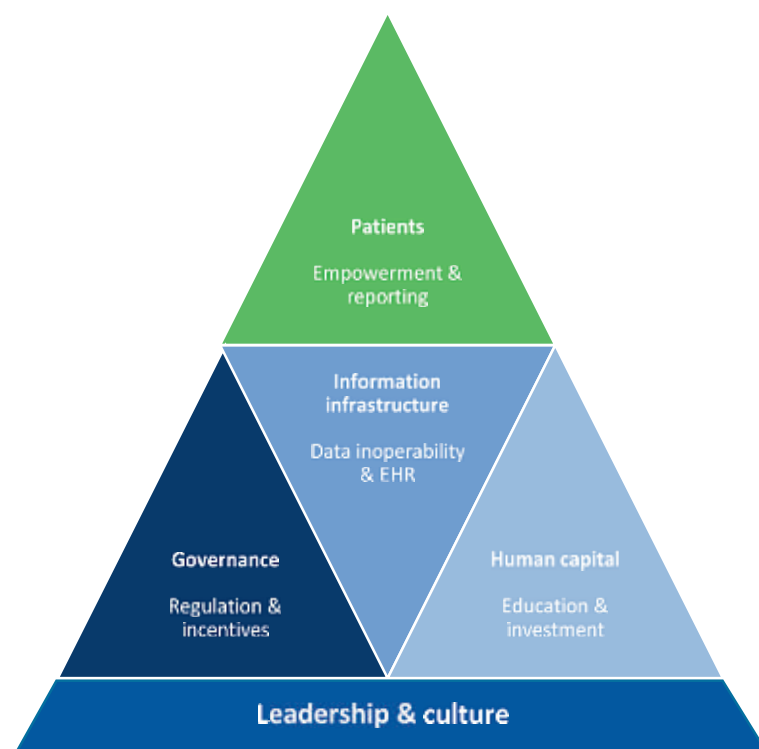 Patients
Empowerment &
reporting
Information
infrastructure
Data inoperability
& EHR
Governance
Regulation &
incentives
Human capital
Education &
investment
Leadership & culture